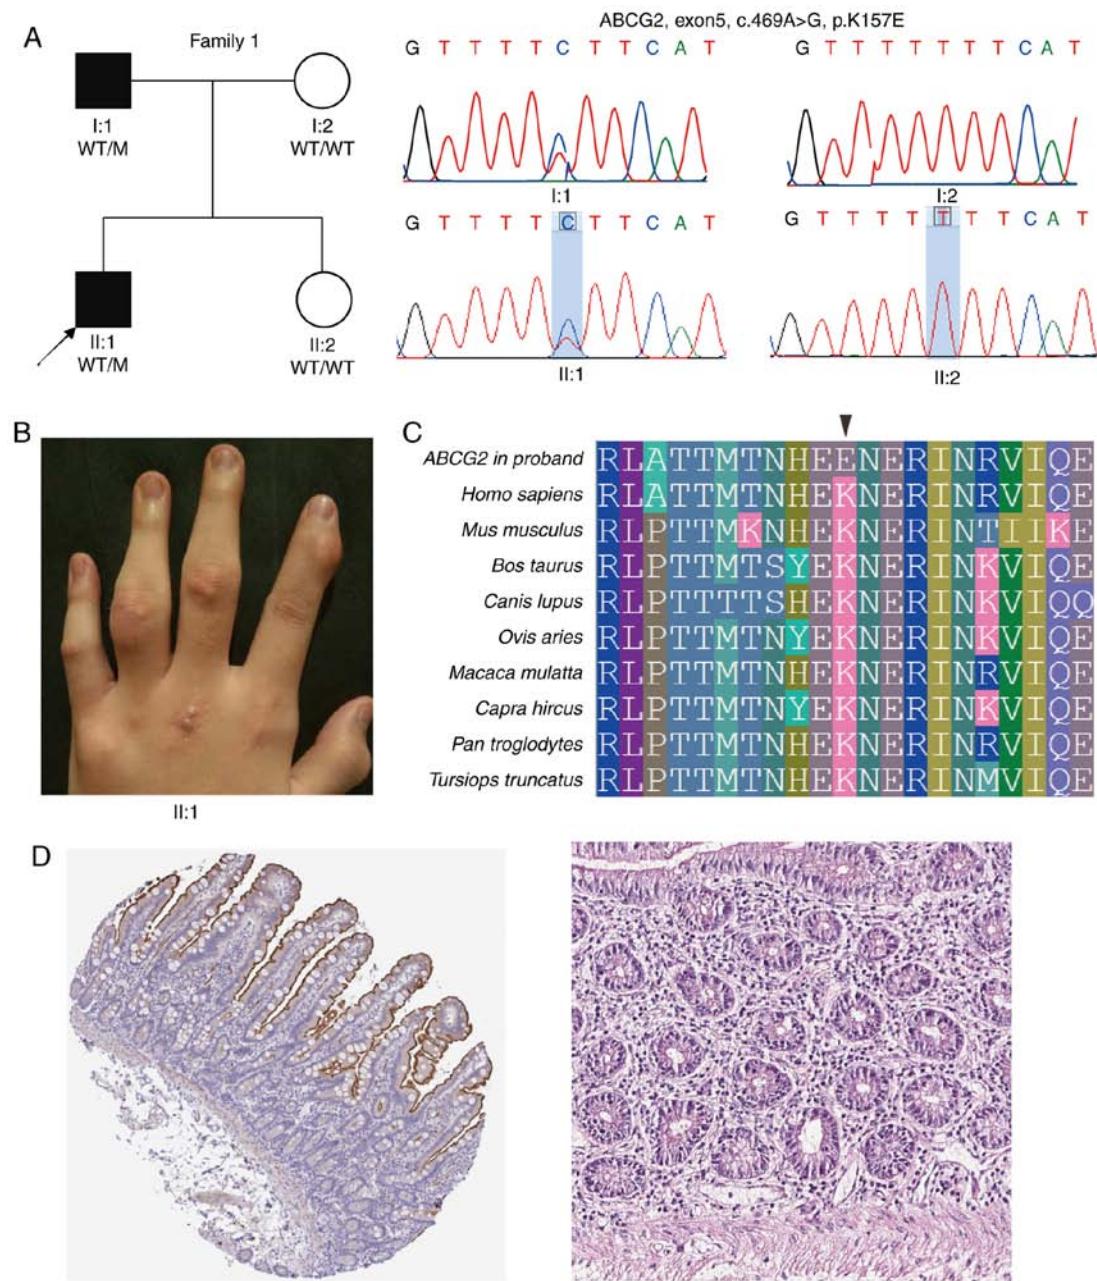 A
Family 1
I:1
WT/M
I:2
WT/WT
II:1
WT/M
II:2
WT/WT
ABCG2, exon5, c.469A>G, p.K157E
G T T T T C T T C A T
I:1
G T T T T T T T C A T
I:2
G T T T T C T T C A T
II:1
G T T T T T T T C A T
II:2
B
II:1
C
ABCG2 in proband RLATTMTNHEENERINRVIQE
Homo sapiens RLATTMTNHEKNERINRVIQE
Mus musculus RLPTTMKNHEKNERINTIIKE
Bos taurus RLPTTMTSYEKNERINKVIQE
Canis lupus RLPTTTTSHEKNERINKVIQQ
Ovis aries RLPTTMTNYEKNERINKVIQE
Macaca mulatta RLPTTMTNHEKNERINRVIQE
Capra hircus RLPTTMTNYEKNERINKVIQE
Pan troglodytes RLPTTMTNHEKNERINRVIQE
Tursiops truncatus RLPTTMTNHEKNERINMVIQE
D